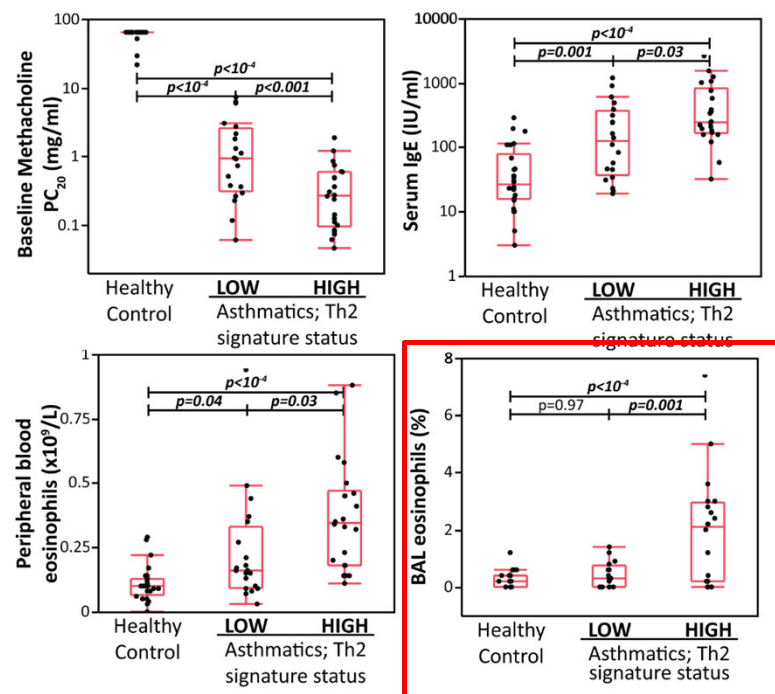 Baseline Methacholine
PC20 (mg/ml)
100
10
1
0.1
p<10-4
p<10-4
p<0.001
Healthy
Control
LOW
HIGH
Asthmatics; Th2
signature status
Serum IgE (IU/ml)
10000
1000
100
10
1
p<10-4
p=0.001
p=0.03
Healthy
Control
LOW
HIGH
Asthmatics; Th2
signature status
Peripheral blood
eosinophils (x10⁹/L)
1
0.75
0.5
0.25
0
p<10-4
p=0.04
p=0.03
Healthy
Control
LOW
HIGH
Asthmatics; Th2
signature status
BAL eosinophils (%)
8
6
4
2
0
p<10-4
p=0.97
p=0.001
Healthy
Control
LOW
HIGH
Asthmatics; Th2
signature status